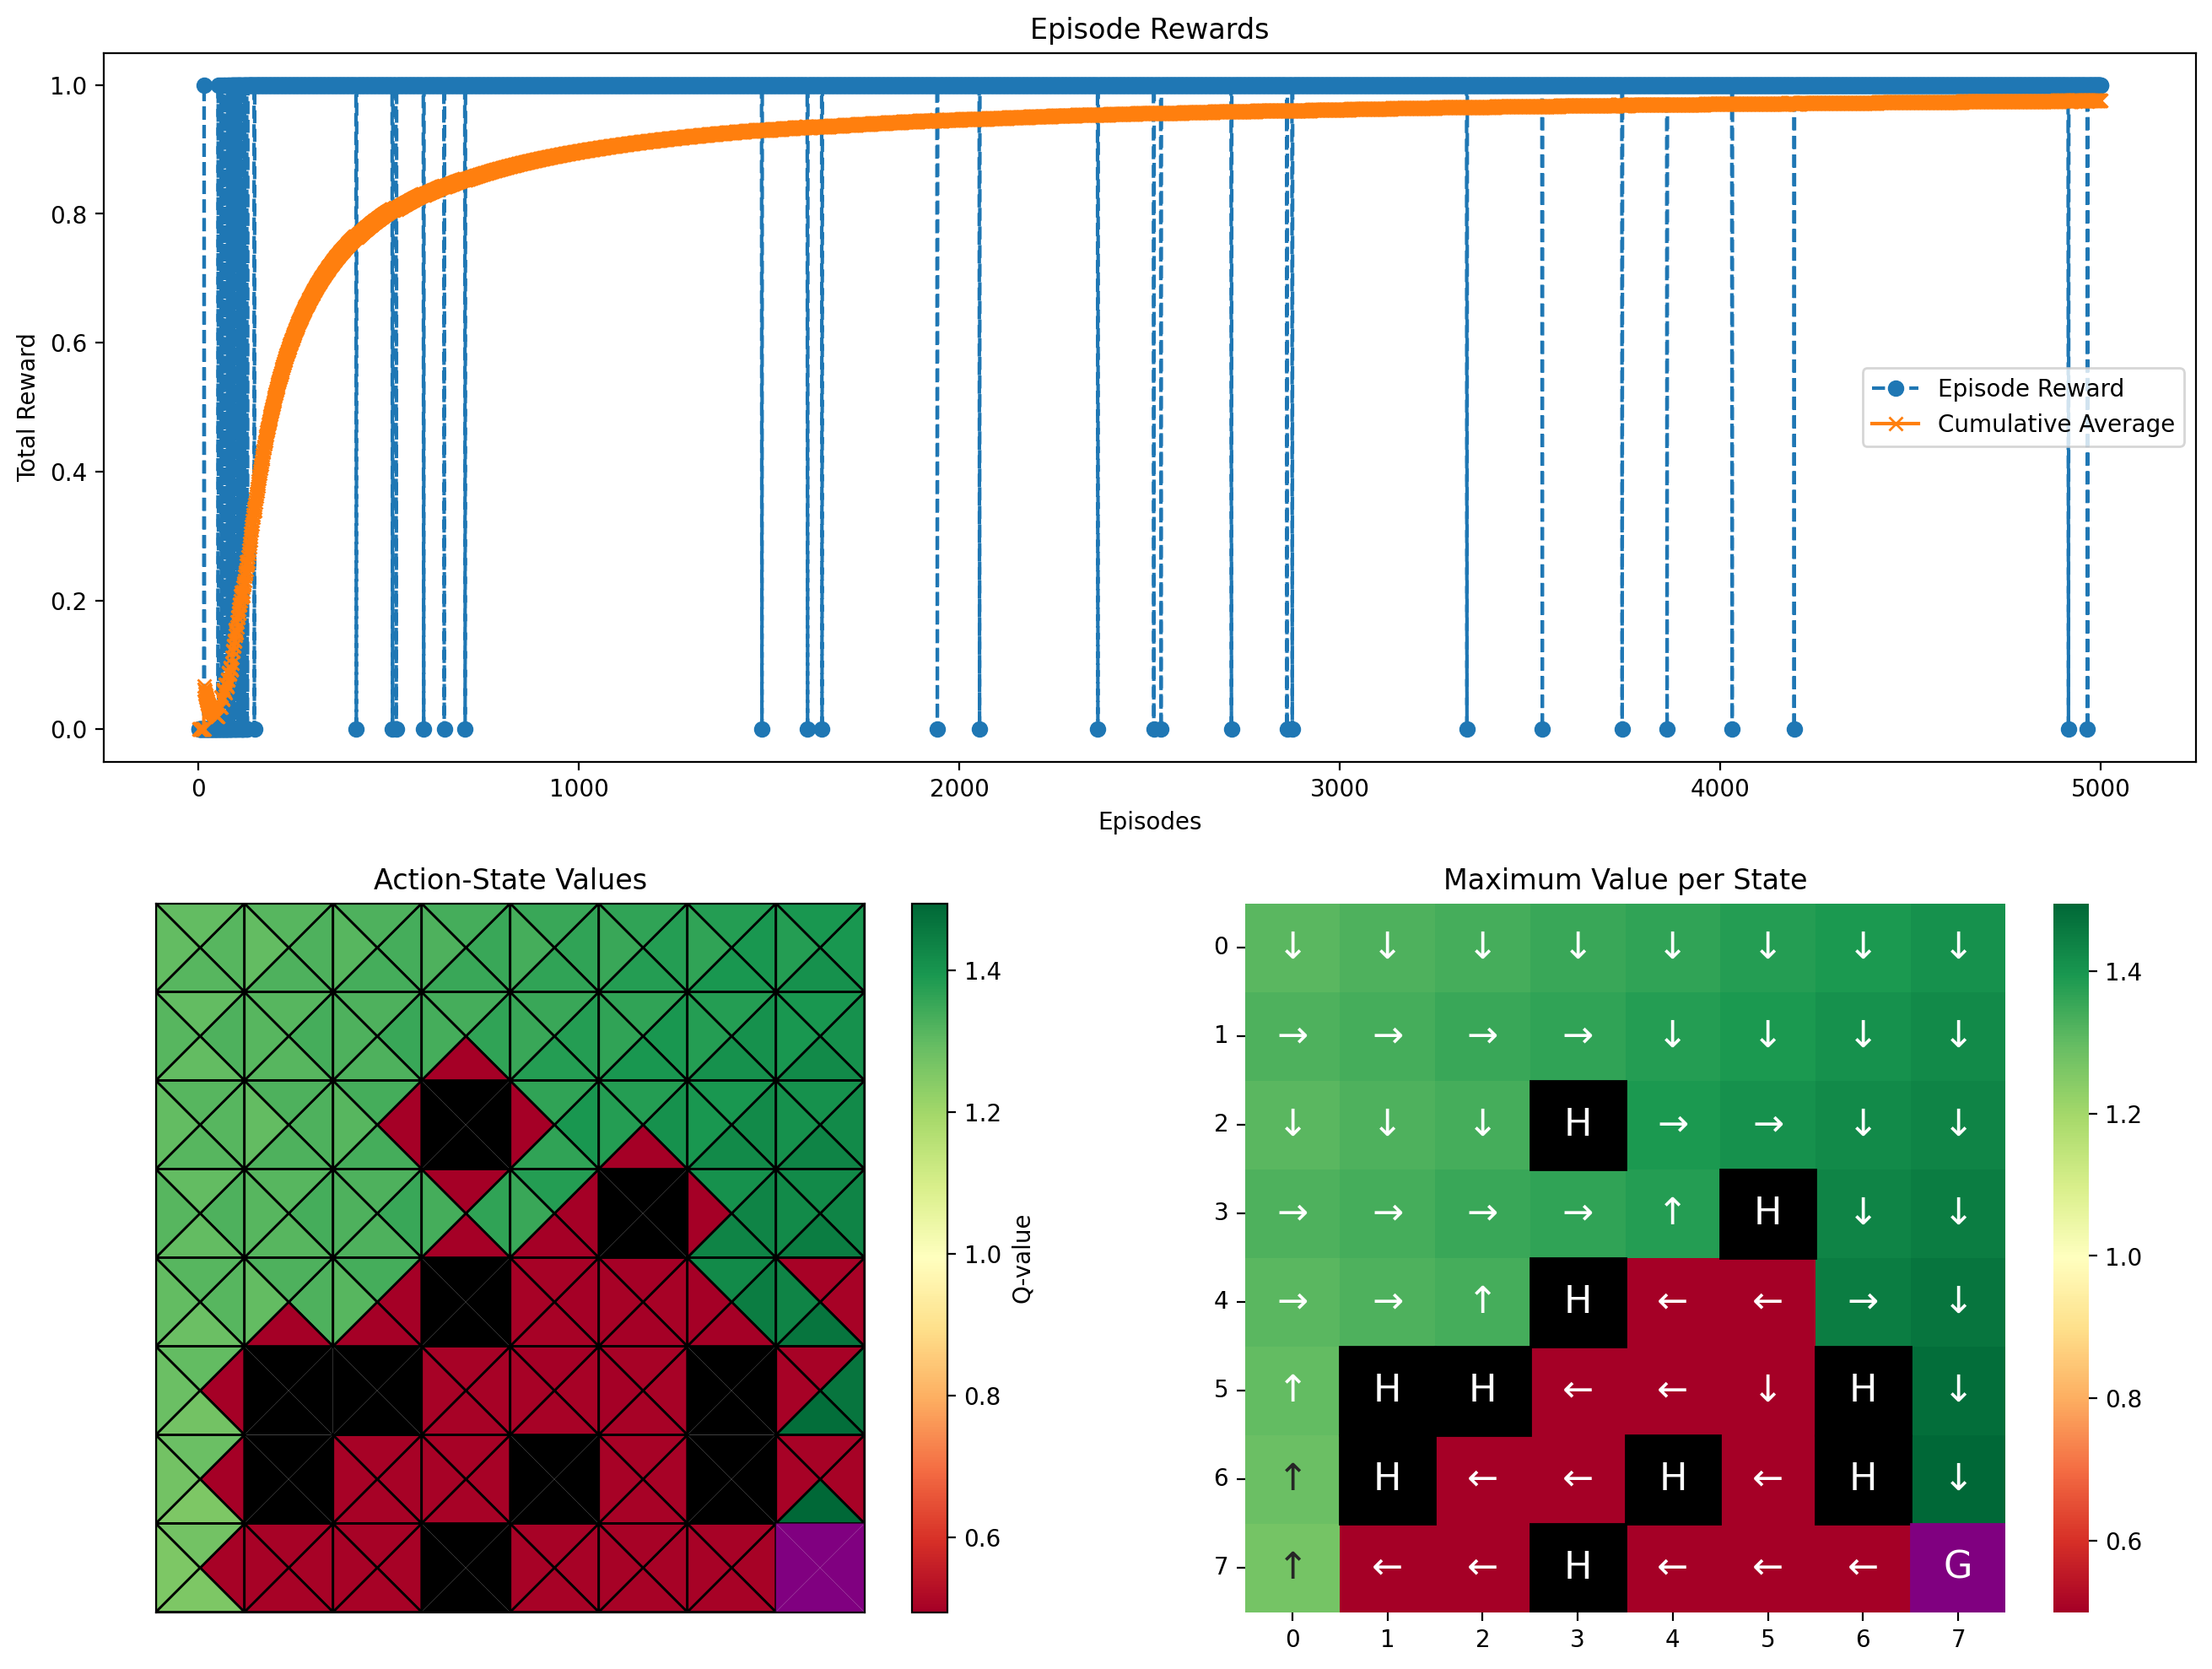 Episode Rewards
1.0
0.8
0.6
0.4
0.2
0.0
Total Reward
Episode Reward
Cumulative Average
0 1000 2000 3000 4000 5000
Episodes
Action-State Values
1.4
1.2
1.0
0.8
0.6
Q-value
Maximum Value per State
0 ↓ ↓ ↓ ↓ ↓ ↓ ↓ ↓
1 → → → → ↓ ↓ ↓ ↓
2 ↓ ↓ ↓ H → → ↓ ↓
3 → → → → ↑ H ↓ ↓
4 → → ↑ H ← ← → ↓
5 ↑ H H ← ← ↓ H ↓
6 ↑ H ← ← H ← H ↓
7 ↑ ← ← H ← ← ← G
0 1 2 3 4 5 6 7
1.4
1.2
1.0
0.8
0.6